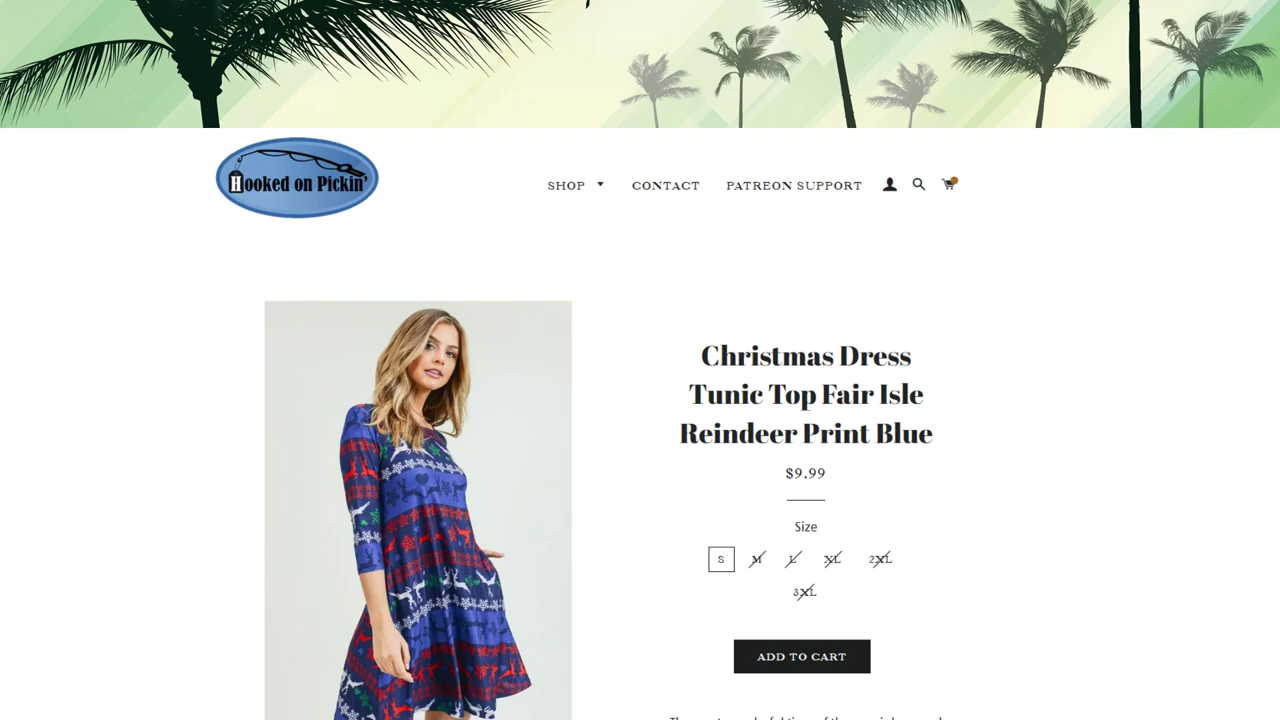 Hooked on Pickin'
SHOP
CONTACT
PATREON SUPPORT
Christmas Dress
Tunic Top Fair Isle
Reindeer Print Blue
$9.99
Size
S M L XL 2XL
3XL
ADD TO CART